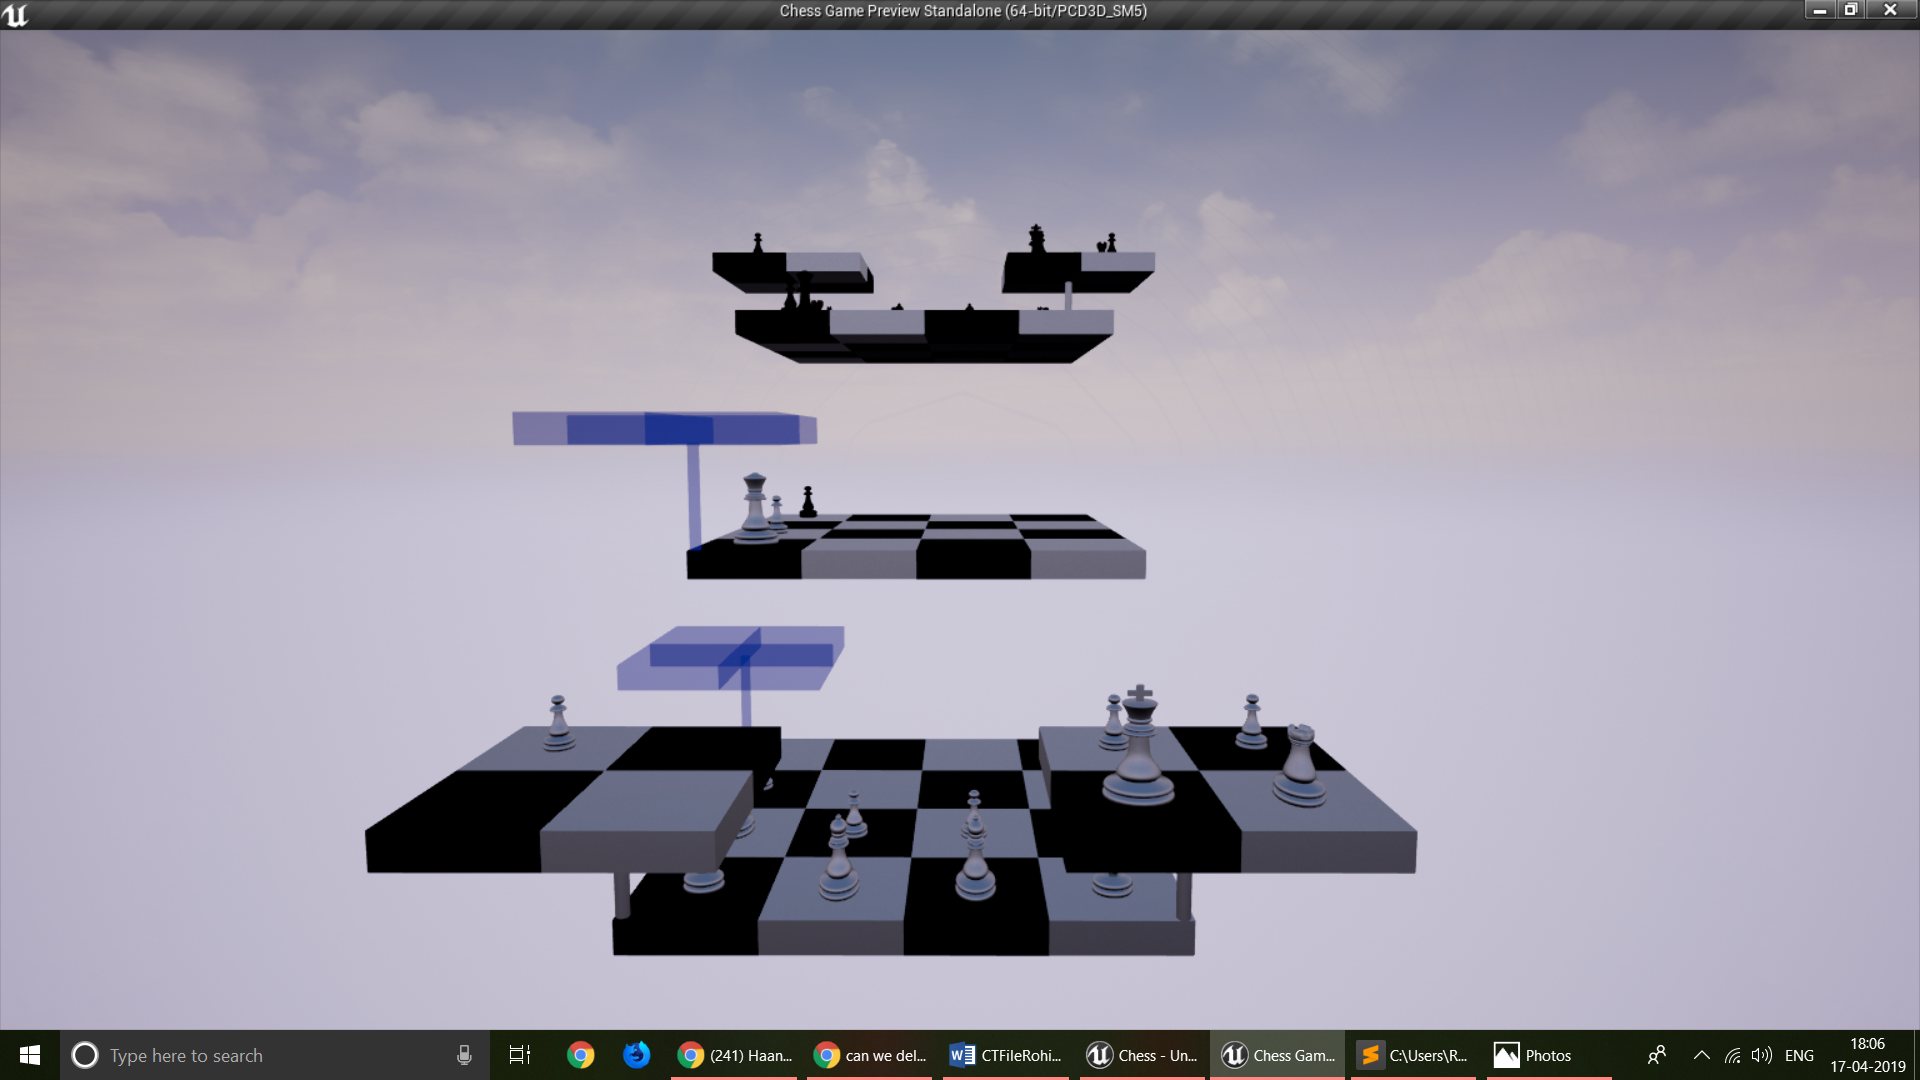 Chess Game Preview Standalone (64-bit/PCD3D_SM5)
Type here to search
(241) Haan...
can we del...
CTFileRohi...
Chess - Un...
Chess Gam...
C:\Users\R...
Photos
ENG
18:06
17-04-2019